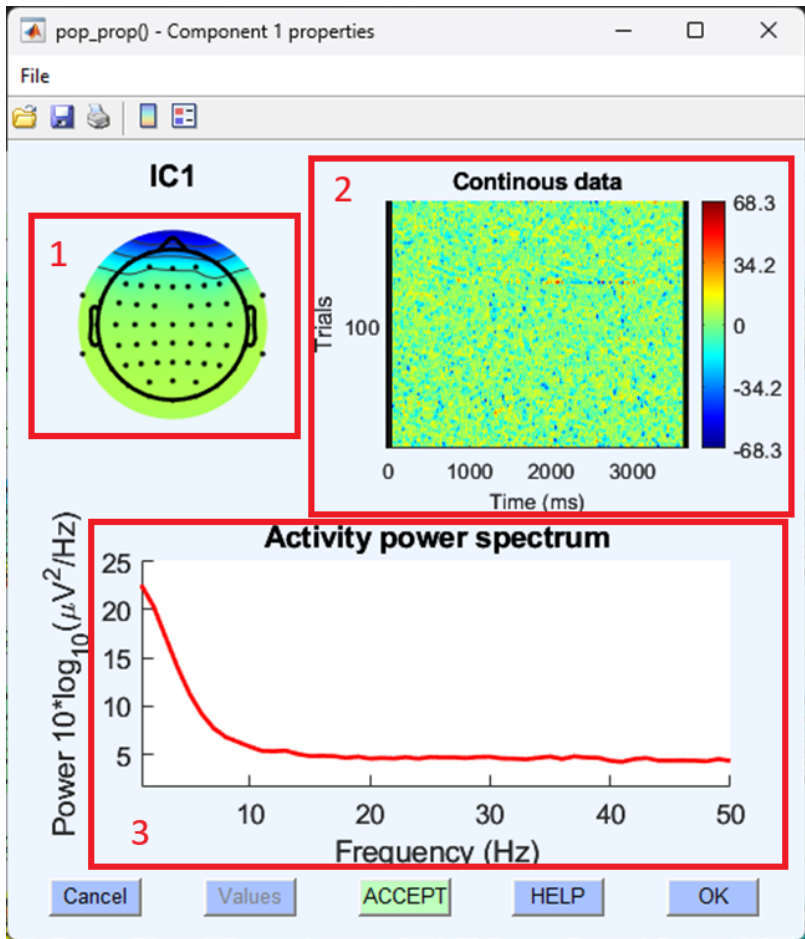 pop_prop() - Component 1 properties
File
IC1
1
2
Continous data
Trials
100
68.3
34.2
0
-34.2
-68.3
0 1000 2000 3000
Time (ms)
Activity power spectrum
Power 10*log10(μV2/Hz)
25
20
15
10
5
10 20 30 40 50
3
Frequency (Hz)
Cancel Values ACCEPT HELP OK